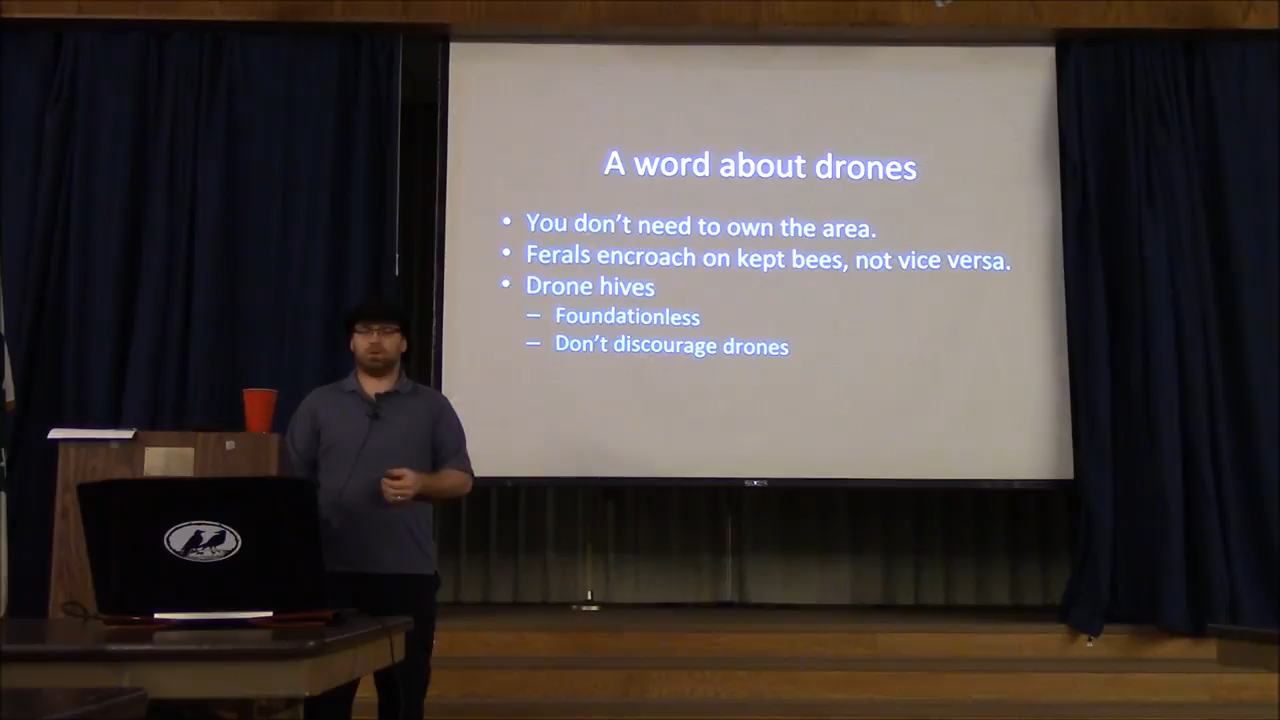 A word about drones
• You don't need to own the area.
• Ferals encroach on kept bees, not vice versa.
• Drone hives
– Foundationless
– Don't discourage drones